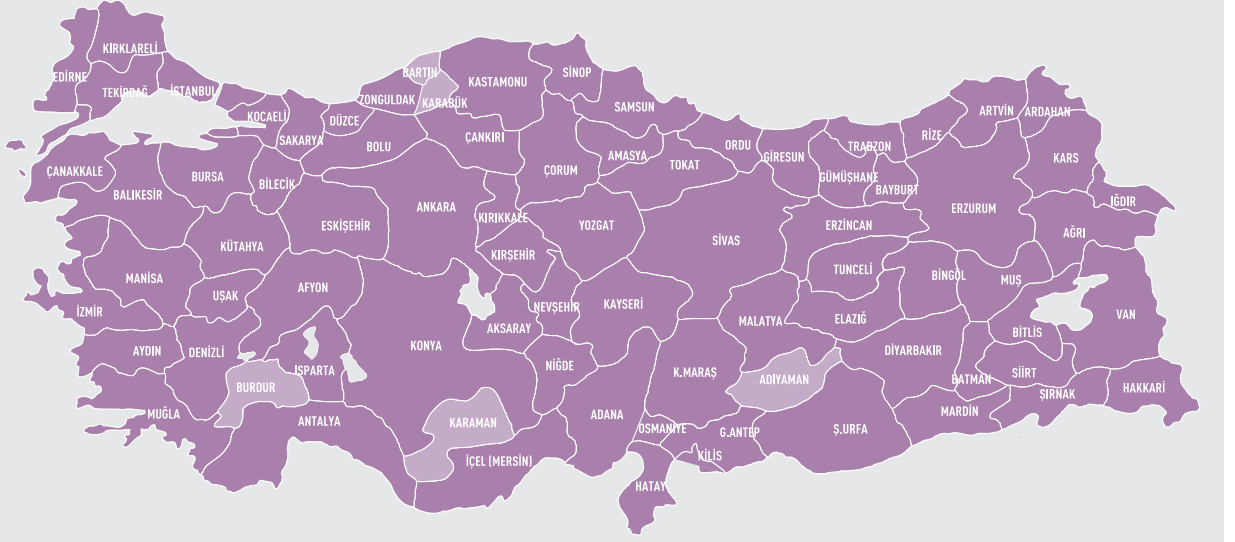 KIRKLARELİ
EDİRNE
TEKİRDAĞ
İSTANBUL
KOCAELİ
SAKARYA
DÜZCE
ZONGULDAK
BARTIN
KARABÜK
KASTAMONU
SİNOP
SAMSUN
ÇANKIRI
BOLU
ÇORUM
AMASYA
TOKAT
ORDU
GİRESUN
TRABZON
GÜMÜŞHANE
BAYBURT
RİZE
ARTVİN
ARDAHAN
KARS
IĞDIR
AĞRI
ERZURUM
ERZİNCAN
ÇANAKKALE
BALIKESİR
BURSA
BİLECİK
ESKİŞEHİR
ANKARA
KIRIKKALE
KIRŞEHİR
YOZGAT
SİVAS
TUNCELİ
BİNGÖL
MUŞ
KÜTAHYA
MANİSA
UŞAK
AFYON
İZMİR
AYDIN
DENİZLİ
ISPARTA
BURDUR
KONYA
AKSARAY
NEVŞEHİR
KAYSERİ
NİĞDE
MALATYA
ELAZIĞ
DİYARBAKIR
BİTLİS
VAN
SİİRT
BATMAN
ŞIRNAK
HAKKARİ
MARDİN
K.MARAŞ
ADIYAMAN
MUĞLA
ANTALYA
KARAMAN
İÇEL (MERSİN)
ADANA
OSMANİYE
G.ANTEP
KİLİS
Ş.URFA
HATAY